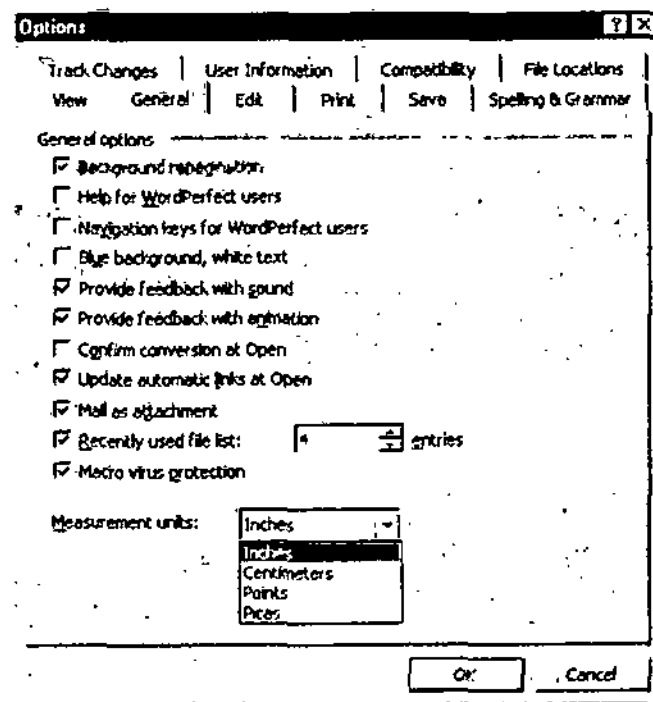 Options
Track Changes User Information Compatibility File Locations
View General Edit Print Save Spelling & Grammar
General options
Background repagination
Help for WordPerfect users
Navigation keys for WordPerfect users
Blue background, white text
Provide feedback with sound
Provide feedback with animation
Confirm conversion at Open
Update automatic links at Open
Mail as attachment
Recently used file list: 4 entries
Macro virus protection
Measurement units: Inches
Inches
Centimeters
Points
Picas
OK Cancel